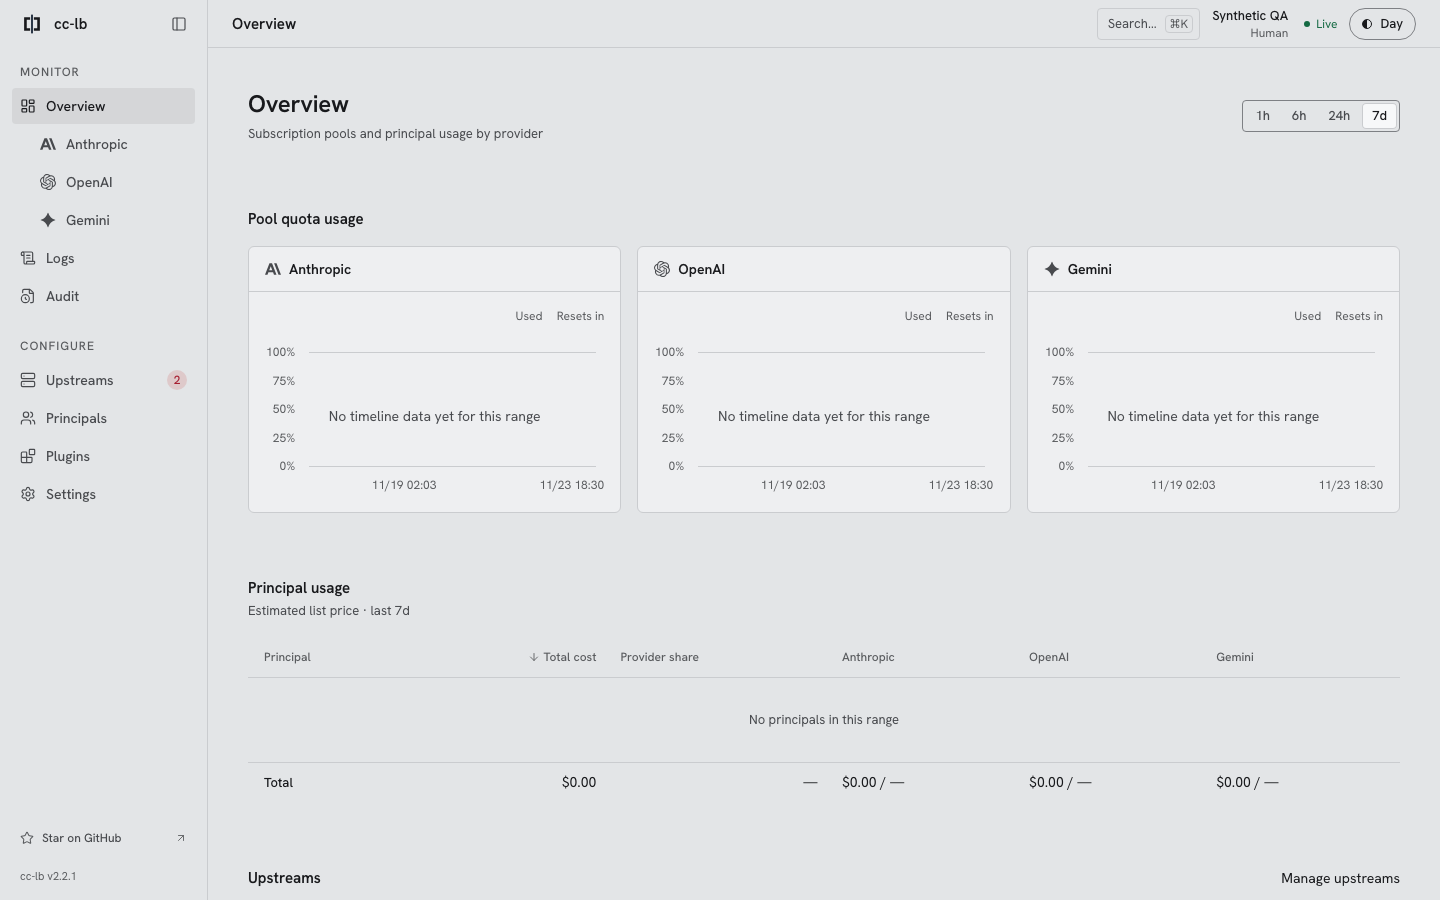 cc-lb
Overview
Search... ⌘K
Synthetic QA
Human
Live
Day
MONITOR
Overview
Anthropic
OpenAI
Gemini
Logs
Audit
CONFIGURE
Upstreams 2
Principals
Plugins
Settings
Star on GitHub
cc-lb v2.2.1
Overview
Subscription pools and principal usage by provider
1h 6h 24h 7d
Pool quota usage
Anthropic
Used Resets in
100%
75%
50%
25%
0%
No timeline data yet for this range
11/19 02:03 11/23 18:30
OpenAI
Used Resets in
100%
75%
50%
25%
0%
No timeline data yet for this range
11/19 02:03 11/23 18:30
Gemini
Used Resets in
100%
75%
50%
25%
0%
No timeline data yet for this range
11/19 02:03 11/23 18:30
Principal usage
Estimated list price · last 7d
Principal ↓ Total cost Provider share Anthropic OpenAI Gemini
No principals in this range
Total $0.00 — $0.00 / — $0.00 / — $0.00 / —
Upstreams Manage upstreams